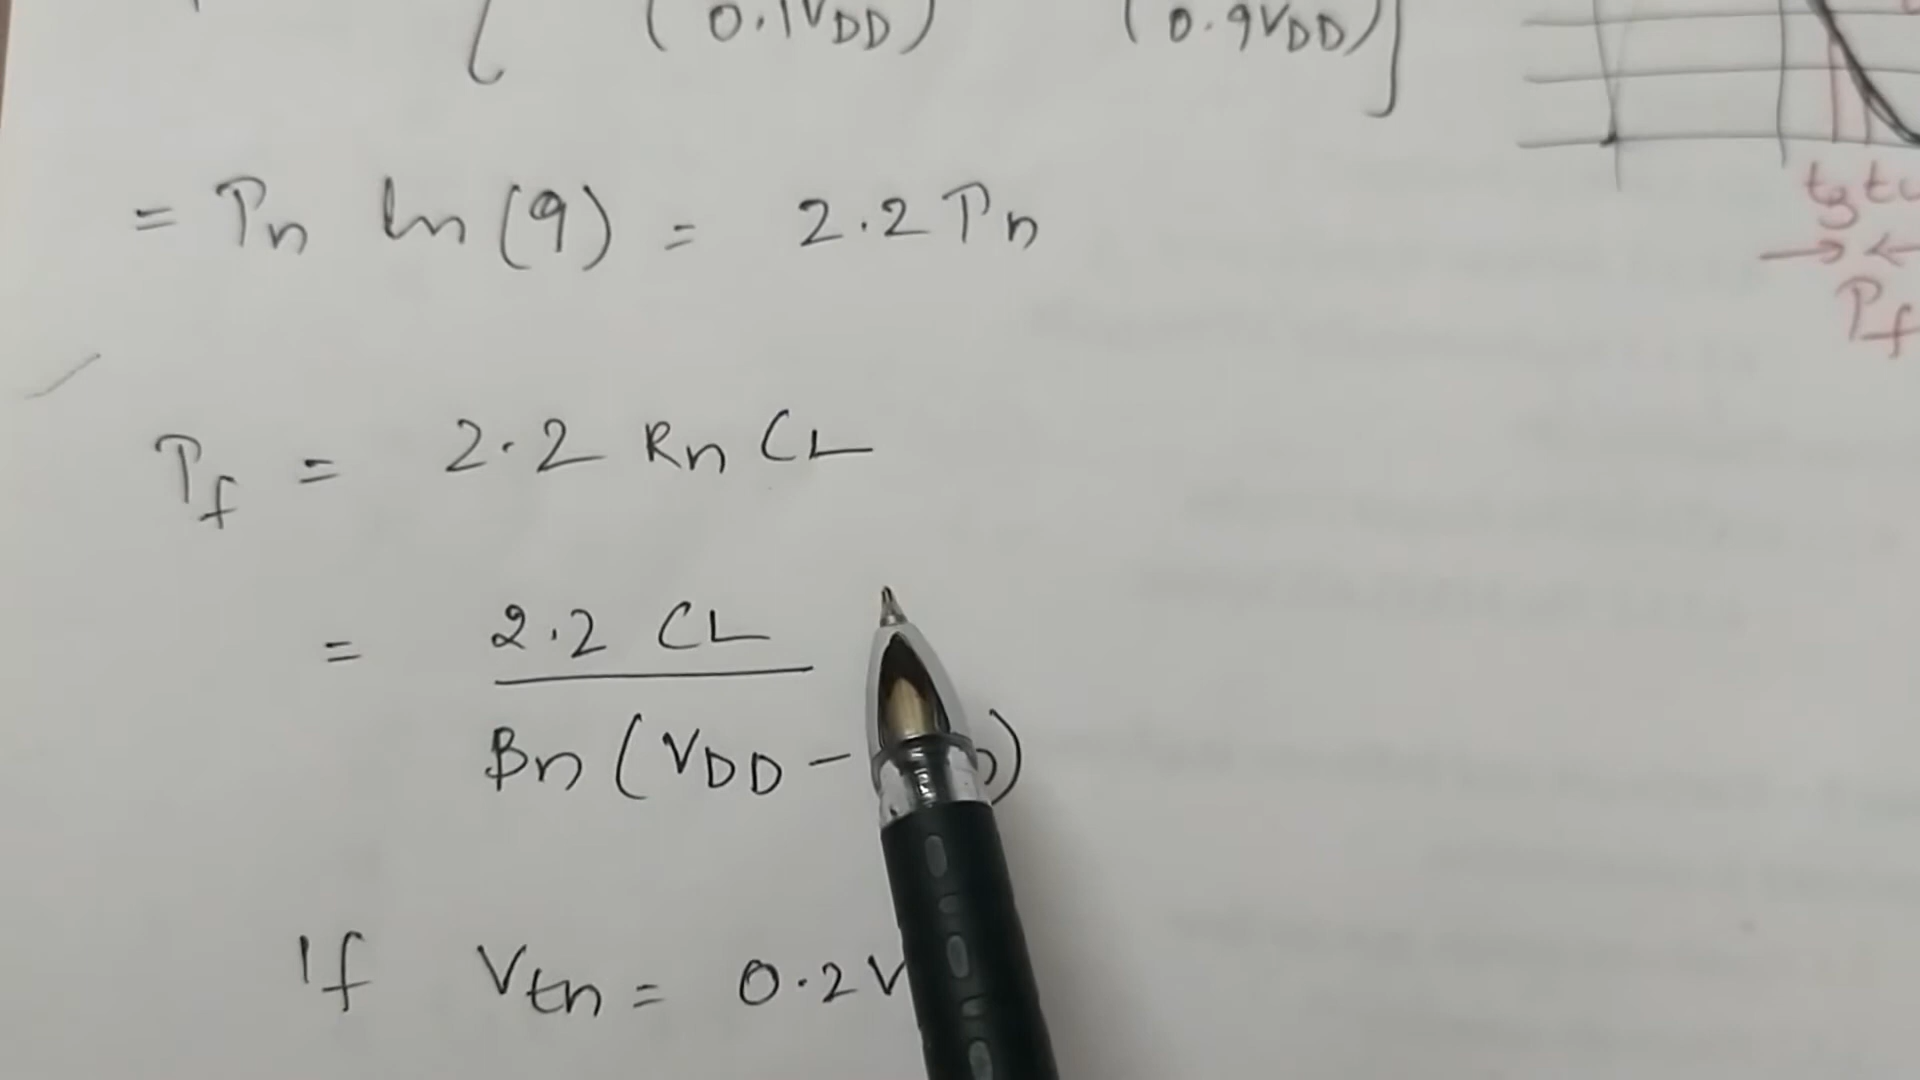 [ (0.1VDD) (0.9VDD)]
= Tn ln(9) = 2.2 Tn
t3
Tf
Tf = 2.2 Rn CL
= 2.2 CL
Bn (VDD - n)
If Vtn = 0.2V